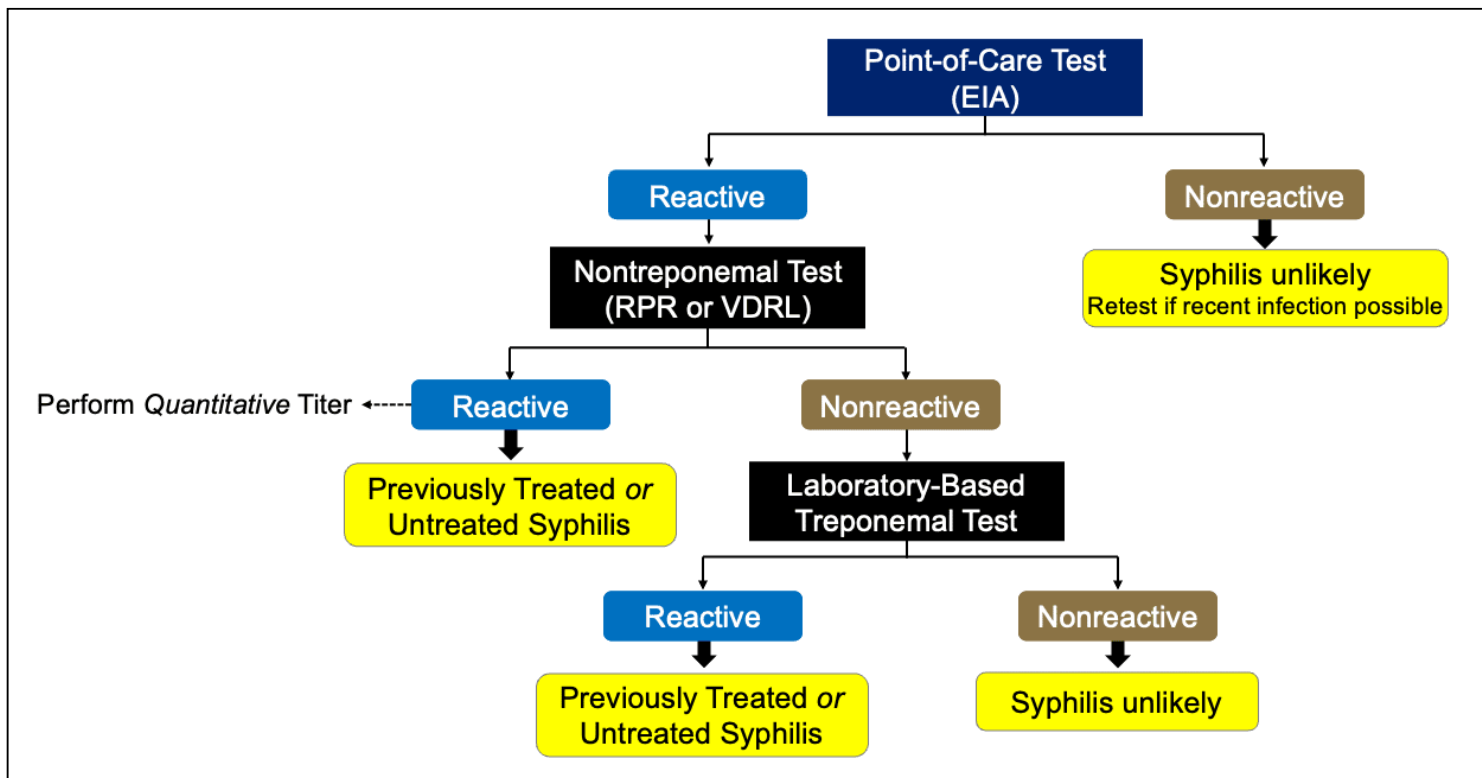 Point-of-Care Test
(EIA)
Reactive
Nonreactive
Nontreponemal Test
(RPR or VDRL)
Syphilis unlikely
Retest if recent infection possible
Perform Quantitative Titer
Reactive
Nonreactive
Previously Treated or
Untreated Syphilis
Laboratory-Based
Treponemal Test
Reactive
Nonreactive
Previously Treated or
Untreated Syphilis
Syphilis unlikely